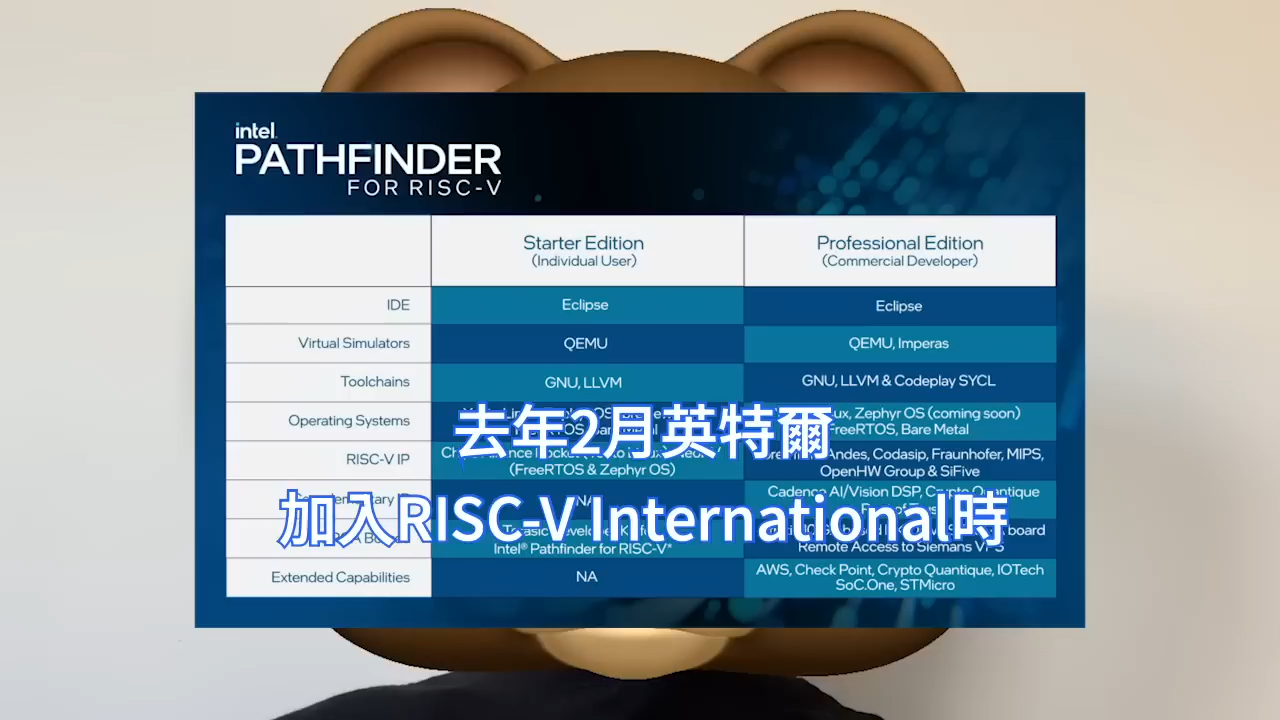 intel
PATHFINDER
FOR RISC-V
Starter Edition
(Individual User)
Professional Edition
(Commercial Developer)
IDE
Eclipse
Eclipse
Virtual Simulators
QEMU
QEMU, Imperas
Toolchains
GNU, LLVM
GNU, LLVM & Codeplay SYCL
Operating Systems
Zephyr OS (coming soon)
FreeRTOS, Bare Metal
RISC-V IP
(FreeRTOS & Zephyr OS)
Andes, Codasip, Fraunhofer, MIPS,
OpenHW Group & SiFive
Cadence AI/Vision DSP, Crypto Quantique
Intel® Pathfinder for RISC-V*
board
Remote Access to Siemans VPS
Extended Capabilities
NA
AWS, Check Point, Crypto Quantique, IOTech
SoC.One, STMicro
去年2月英特爾
加入RISC-V International時